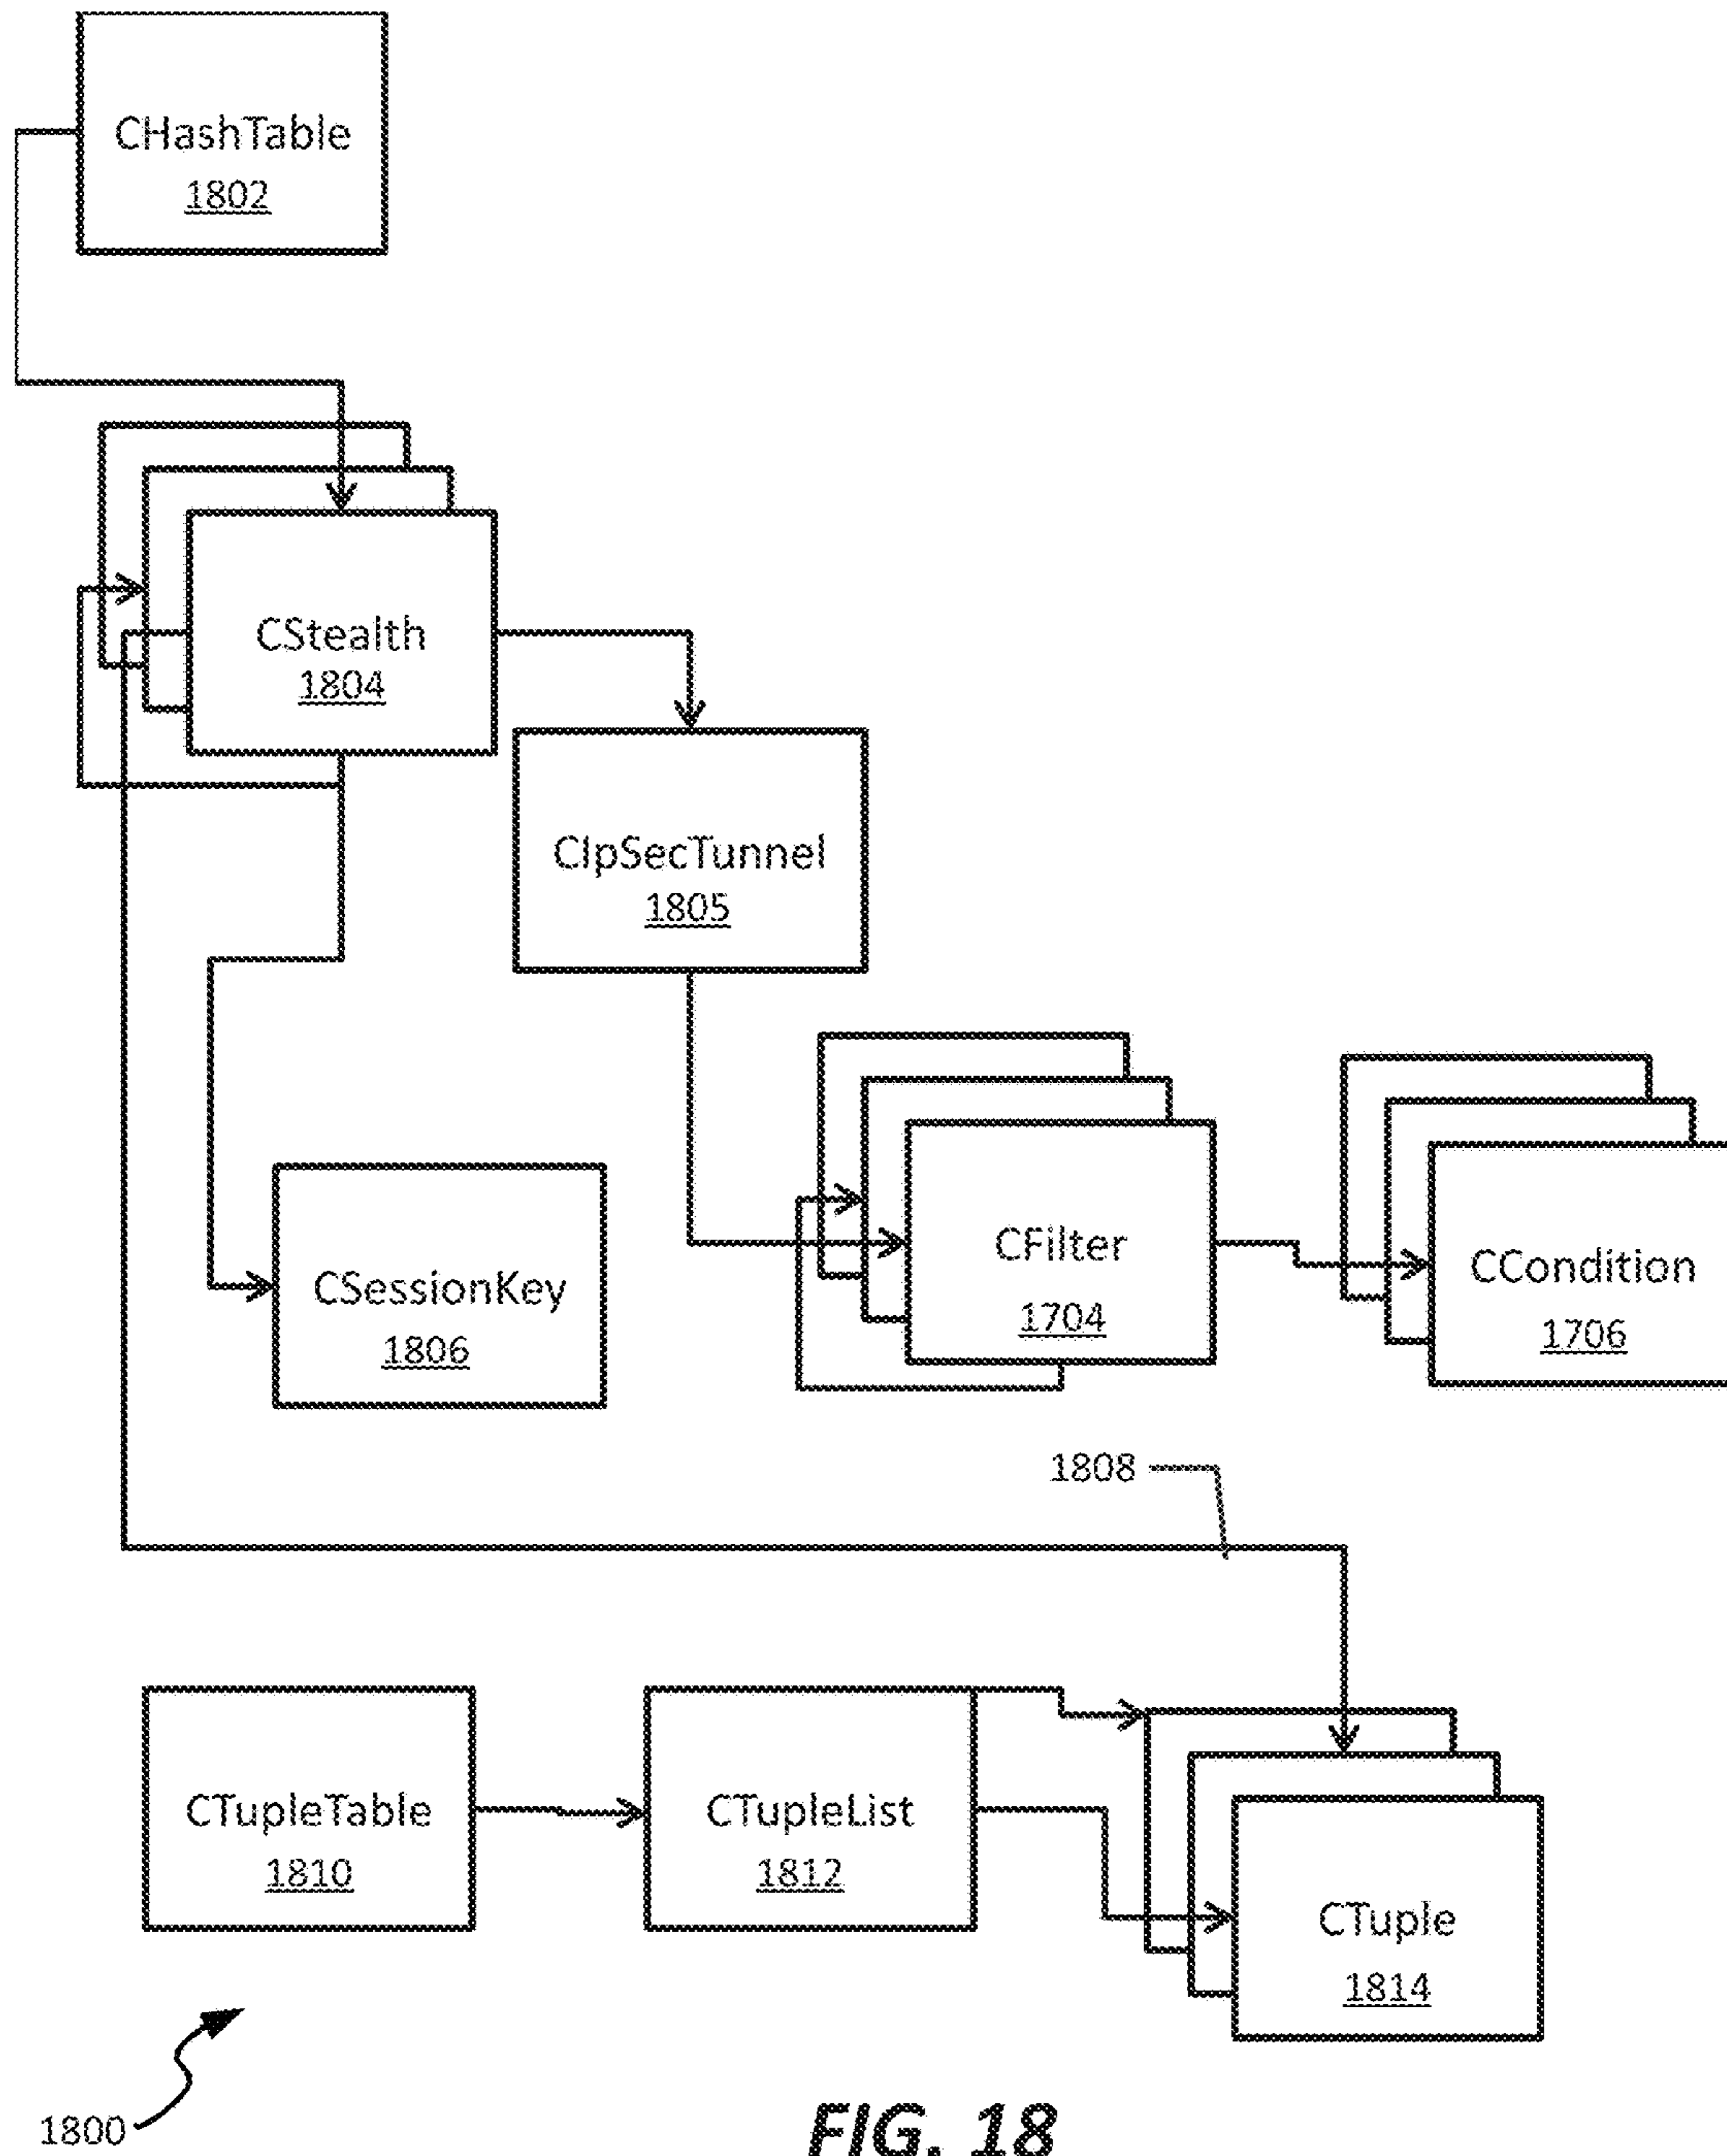 CHashTable
1802
CStealth
1804
CIpSecTunnel
1805
CFilter
1704
CCondition
1706
CSessionKey
1806
1808
CTupleTable
1810
CTupleList
1812
CTuple
1814
1800
FIG. 18